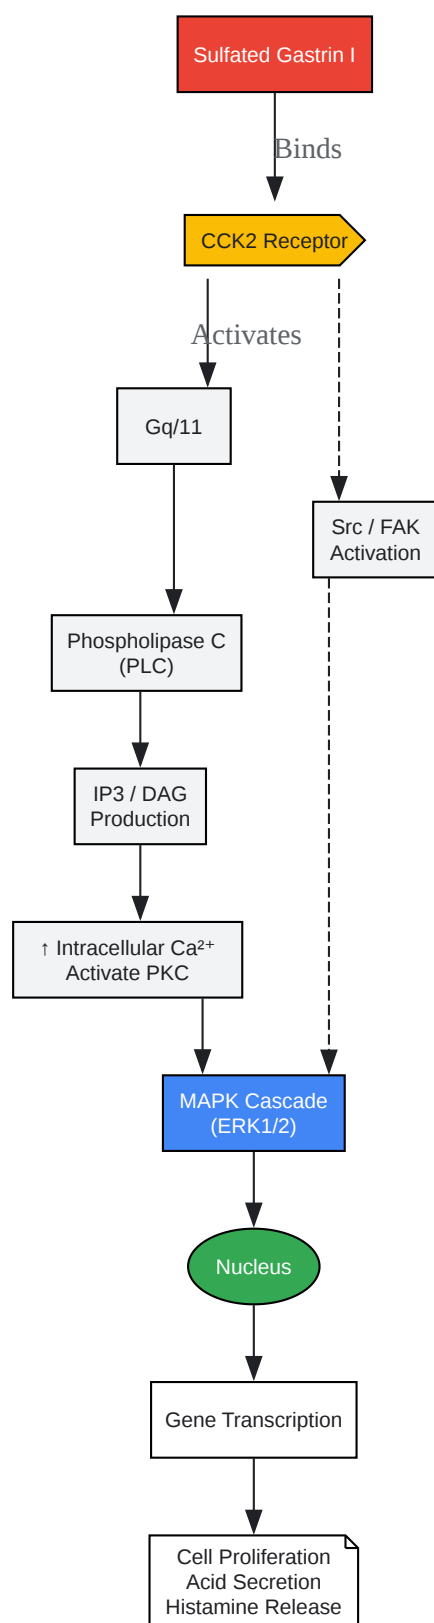 Sulfated Gastrin I
Binds
CCK2 Receptor
Activates
Gq/11
Src / FAK
Activation
Phospholipase C
(PLC)
IP3 / DAG
Production
↑ Intracellular Ca²⁺
Activate PKC
MAPK Cascade
(ERK1/2)
Nucleus
Gene Transcription
Cell Proliferation
Acid Secretion
Histamine Release